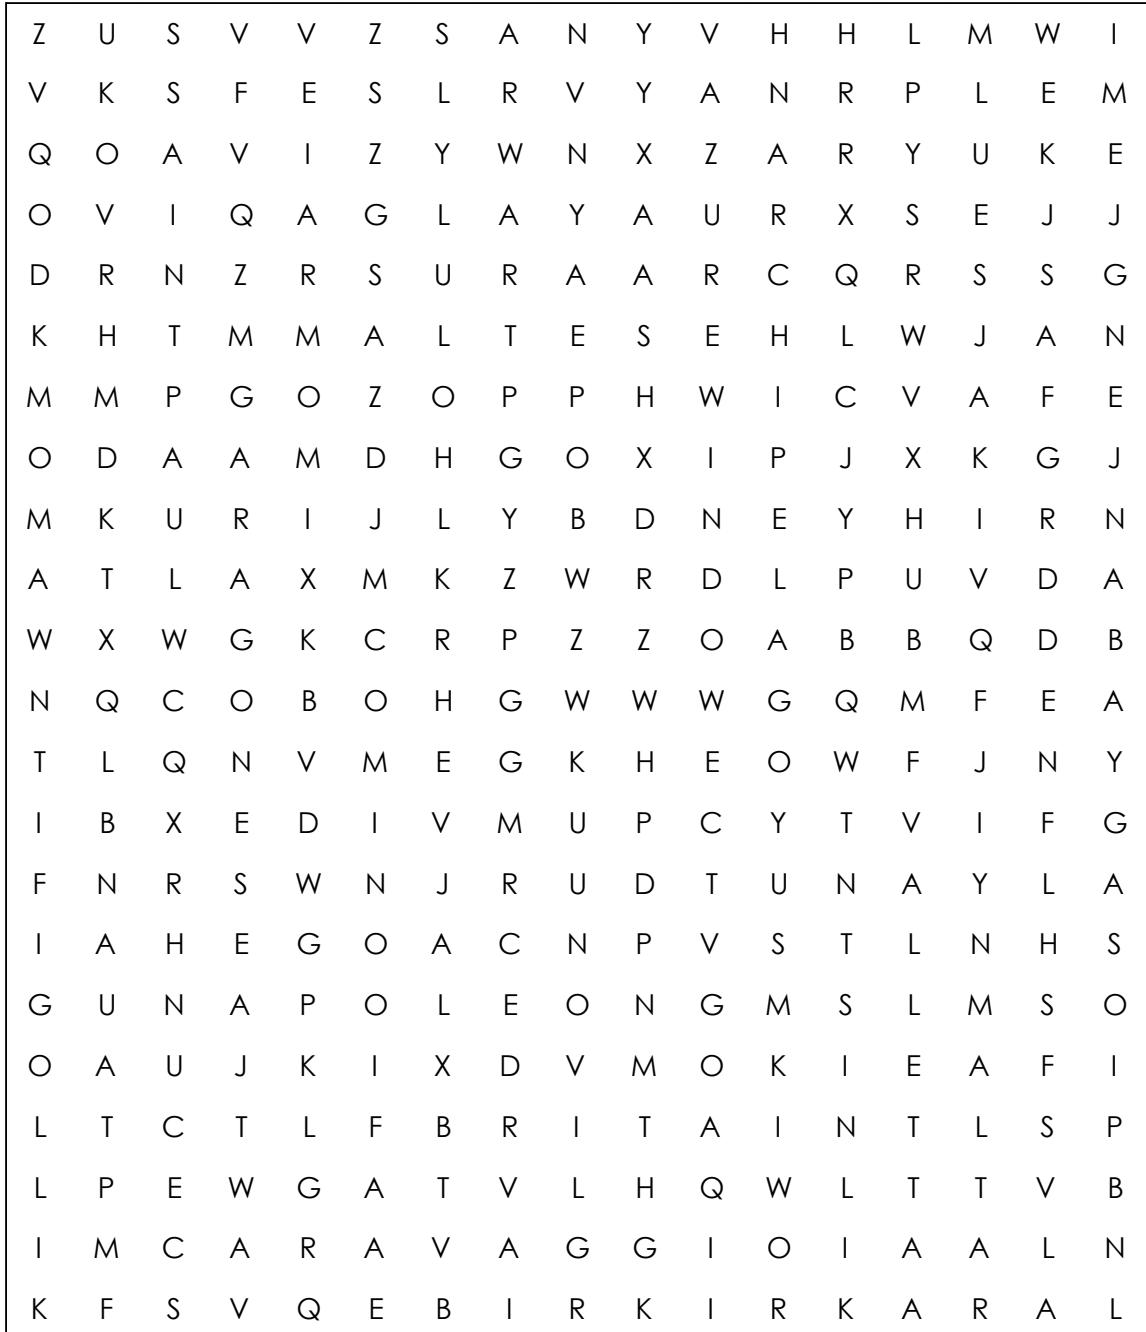 Z U S V V Z S A N Y V H H L M W I
V K S F E S L R V Y A N R P L E M
Q O A V I Z Y W N X Z A R Y U K E
O V I Q A G L A Y A U R X S E J J
D R N Z R S U R A A R C Q R S S G
K H T M M A L T E S E H L W J A N
M M P G O Z O P P H W I C V A F E
O D A A M D H G O X I P J X K G J
M K U R I J L Y B D N E Y H I R N
A T L A X M K Z W R D L P U V D A
W X W G K C R P Z Z O A B B Q D B
N Q C O B O H G W W W G Q M F E A
T L Q N V M E G K H E O W F J N Y
I B X E D I V M U P C Y T V I F G
F N R S W N J R U D T U N A Y L A
I A H E G O A C N P V S T L N H S
G U N A P O L E O N G M S L M S O
O A U J K I X D V M O K I E A F I
L T C T L F B R I T A I N T L S P
L P E W G A T V L H Q W L T T V B
I M C A R A V A G G I O I A A L N
K F S V Q E B I R K I R K A R A L